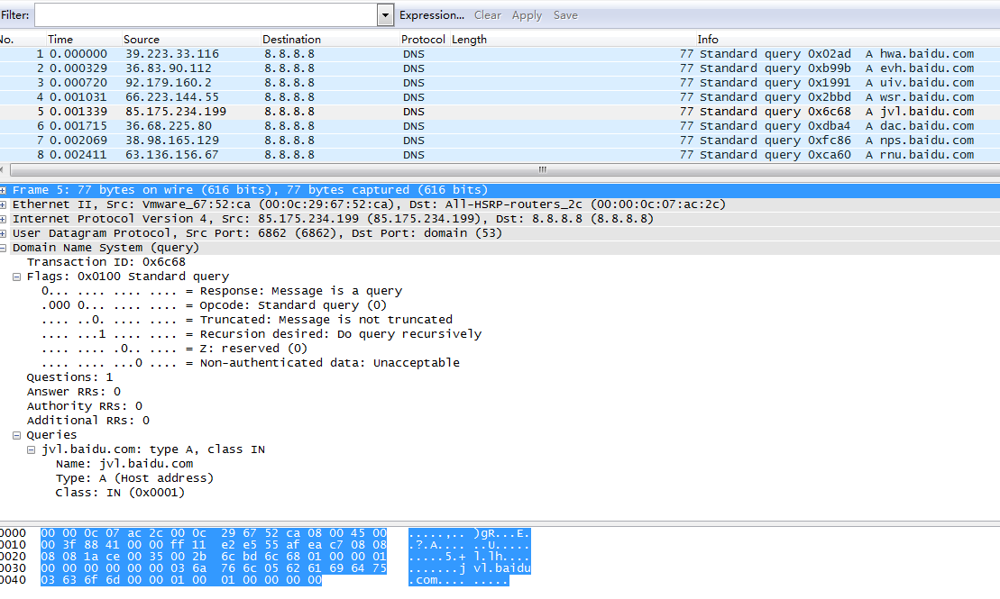 Filter: Expression... Clear Apply Save
No. Time Source Destination Protocol Length Info
1 0.000000 39.223.33.116 8.8.8.8 DNS 77 Standard query 0x02ad A hwa.baidu.com
2 0.000329 36.83.90.112 8.8.8.8 DNS 77 Standard query 0xb99b A evh.baidu.com
3 0.000720 92.179.160.2 8.8.8.8 DNS 77 Standard query 0x1991 A uiv.baidu.com
4 0.001031 66.223.144.55 8.8.8.8 DNS 77 Standard query 0x2bbd A wsr.baidu.com
5 0.001339 85.175.234.199 8.8.8.8 DNS 77 Standard query 0x6c68 A jvl.baidu.com
6 0.001715 36.68.225.80 8.8.8.8 DNS 77 Standard query 0xdba4 A dac.baidu.com
7 0.002069 38.98.165.129 8.8.8.8 DNS 77 Standard query 0xfc86 A nps.baidu.com
8 0.002411 63.136.156.67 8.8.8.8 DNS 77 Standard query 0xca60 A rnu.baidu.com
Frame 5: 77 bytes on wire (616 bits), 77 bytes captured (616 bits)
Ethernet II, Src: Vmware_67:52:ca (00:0c:29:67:52:ca), Dst: All-HSRP-routers_2c (00:00:0c:07:ac:2c)
Internet Protocol Version 4, Src: 85.175.234.199 (85.175.234.199), Dst: 8.8.8.8 (8.8.8.8)
User Datagram Protocol, Src Port: 6862 (6862), Dst Port: domain (53)
Domain Name System (query)
Transaction ID: 0x6c68
Flags: 0x0100 Standard query
0... .... .... .... = Response: Message is a query
.000 0... .... .... = Opcode: Standard query (0)
.... ..0. .... .... = Truncated: Message is not truncated
.... ...1 .... .... = Recursion desired: Do query recursively
.... .... .0.. .... = Z: reserved (0)
.... .... ...0 .... = Non-authenticated data: Unacceptable
Questions: 1
Answer RRs: 0
Authority RRs: 0
Additional RRs: 0
Queries
jvl.baidu.com: type A, class IN
Name: jvl.baidu.com
Type: A (Host address)
Class: IN (0x0001)
0000 00 00 0c 07 ac 2c 00 0c 29 67 52 ca 08 00 45 00 .....,.. )gR...E.
0010 00 3f 88 41 00 00 ff 11 e2 e5 55 af ea c7 08 08 .?.A.... ..U.....
0020 08 08 1a ce 00 35 00 2b 6c bd 6c 68 01 00 00 01 .....5.+ l.lh....
0030 00 00 00 00 00 00 03 6a 76 6c 05 62 61 69 64 75 .......j vl.baidu
0040 03 63 6f 6d 00 00 01 00 01 00 00 00 00 .com.... .....